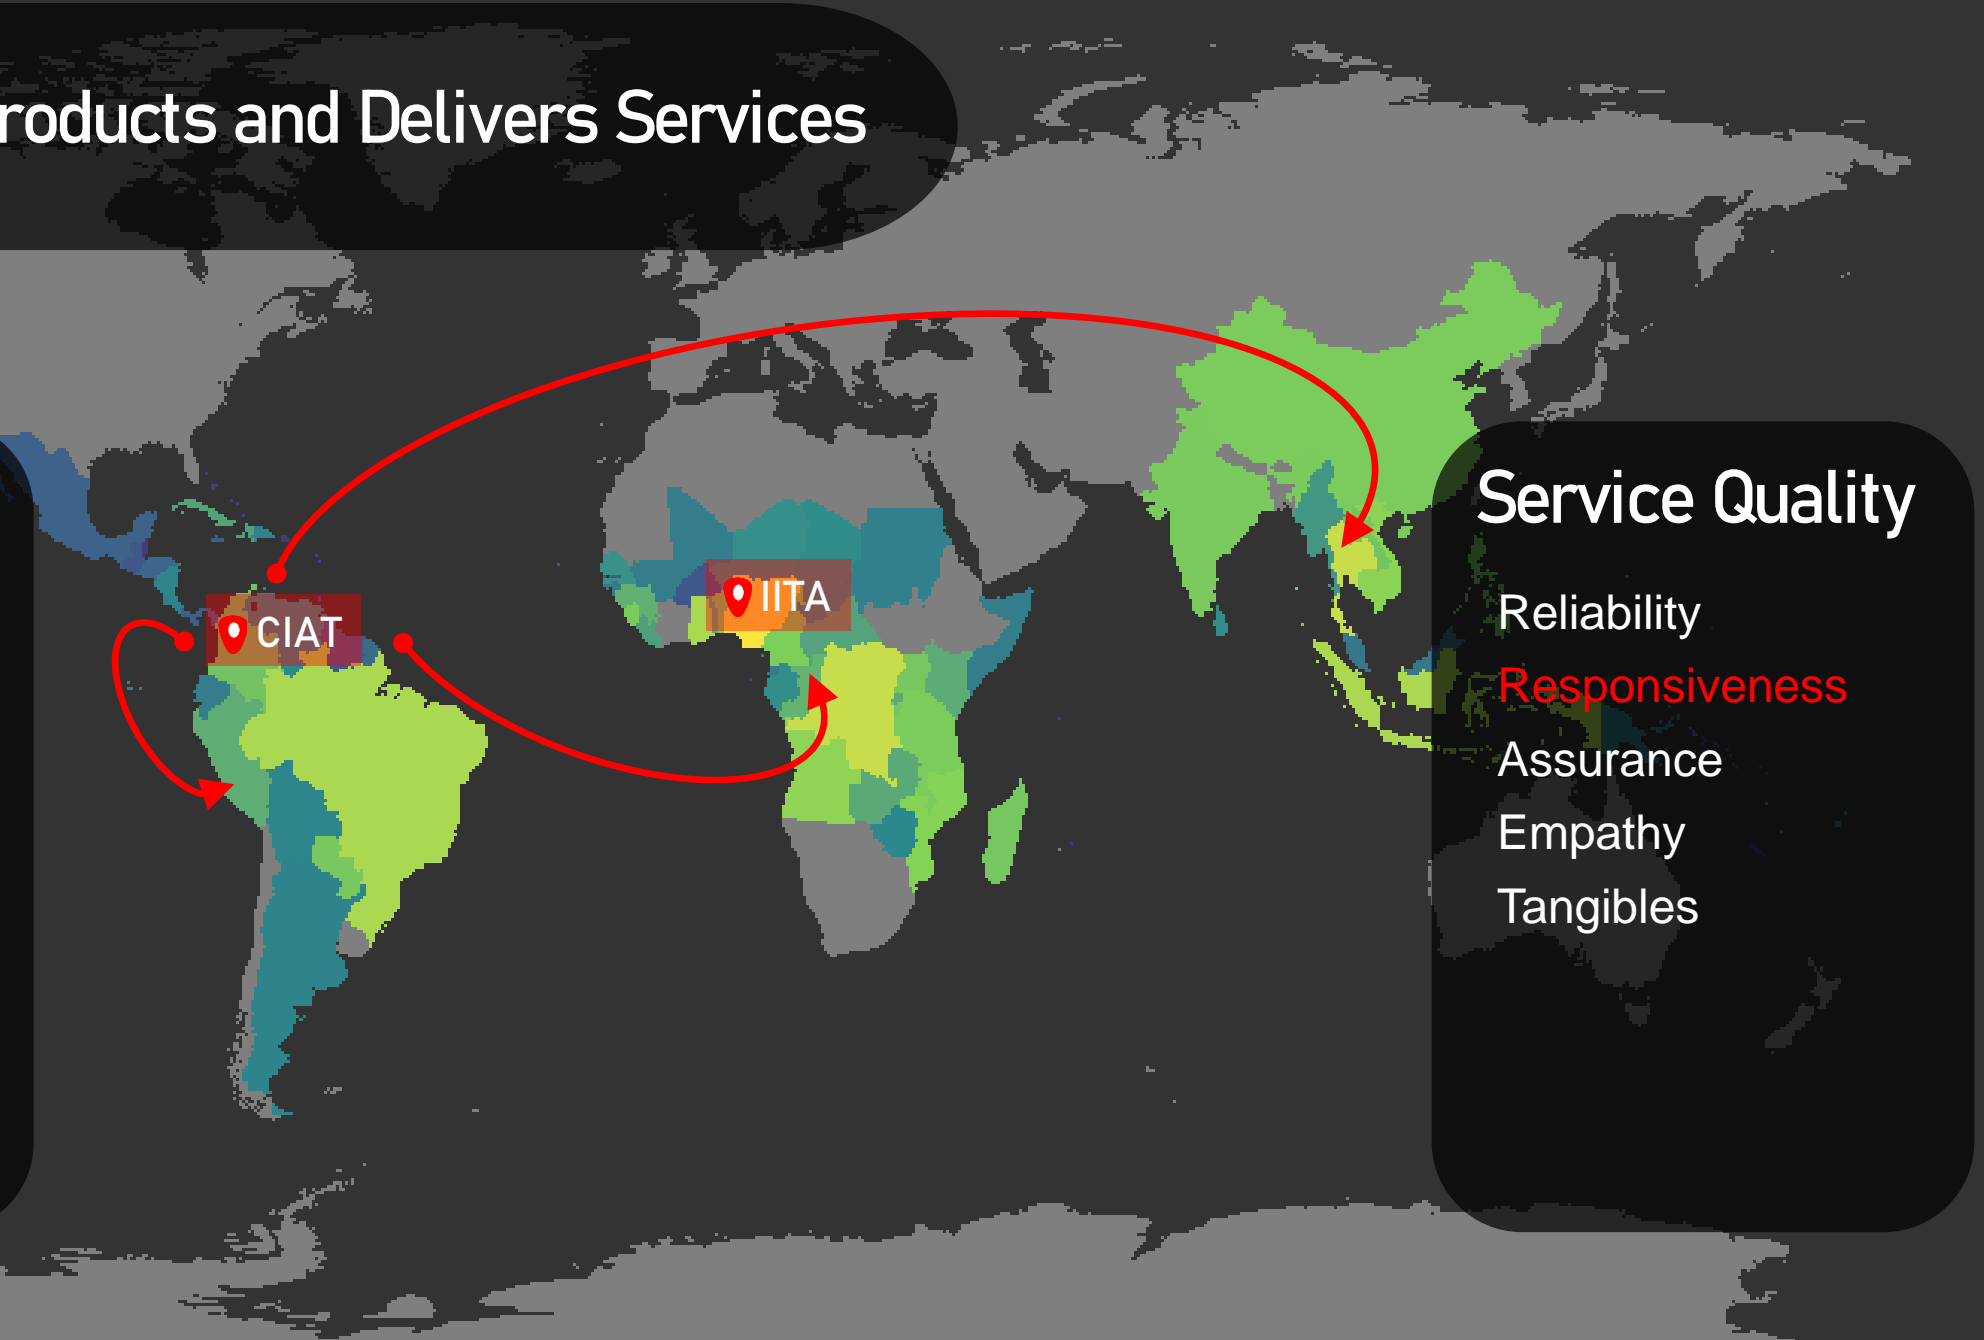 roducts and Delivers Services
Service Quality
Reliability
Responsiveness
Assurance
Empathy
Tangibles
CIAT
IITA